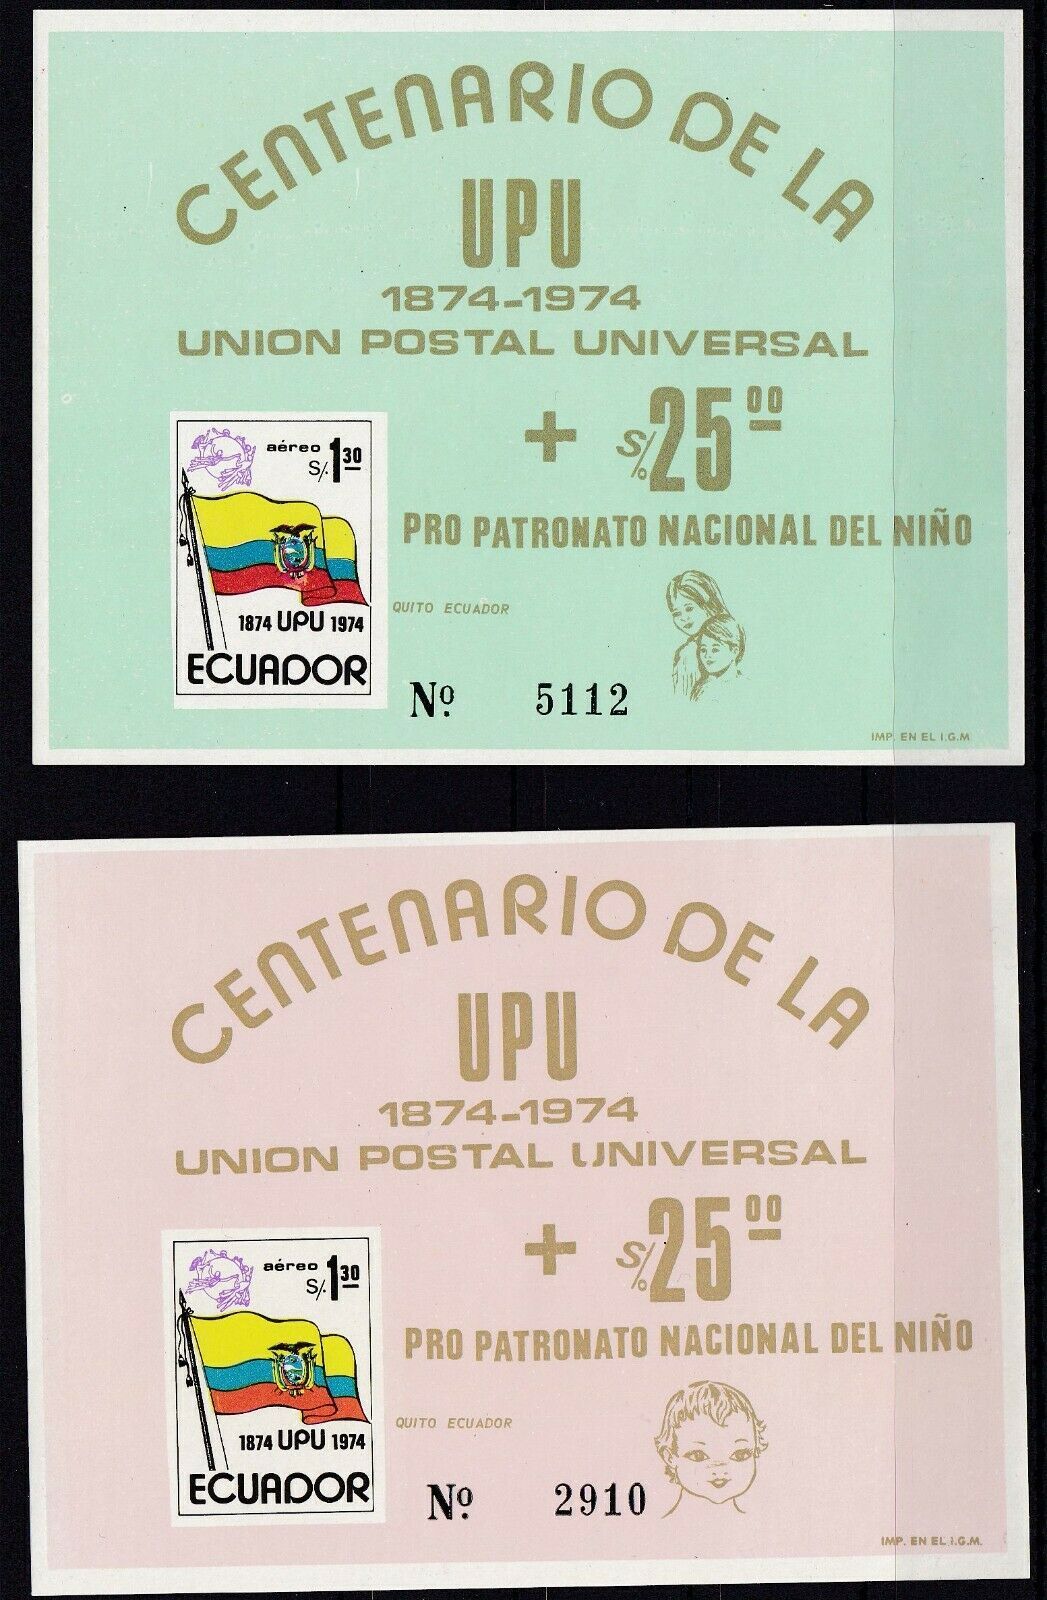 CENTENARIO DE LA
UPU
1874-1974
UNION POSTAL UNIVERSAL
+ S/. 25 00
PRO PATRONATO NACIONAL DEL NIÑO
aéreo
S/. 1 30
1874 UPU 1974
ECUADOR
QUITO ECUADOR
Nº. 5112
IMP. EN EL I.G.M.
CENTENARIO DE LA
UPU
1874-1974
UNION POSTAL UNIVERSAL
+ S/. 25 00
PRO PATRONATO NACIONAL DEL NIÑO
aéreo
S/. 1 30
1874 UPU 1974
ECUADOR
QUITO ECUADOR
Nº. 2910
IMP. EN EL I.G.M.